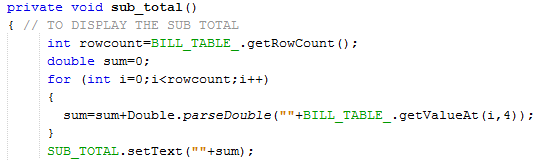 private void sub_total()
{ // TO DISPLAY THE SUB TOTAL
int rowcount=BILL_TABLE_.getRowCount();
double sum=0;
for (int i=0;i<rowcount;i++)
{
sum=sum+Double.parseDouble(""+BILL_TABLE_.getValueAt(i,4));
}
SUB_TOTAL.setText(""+sum);